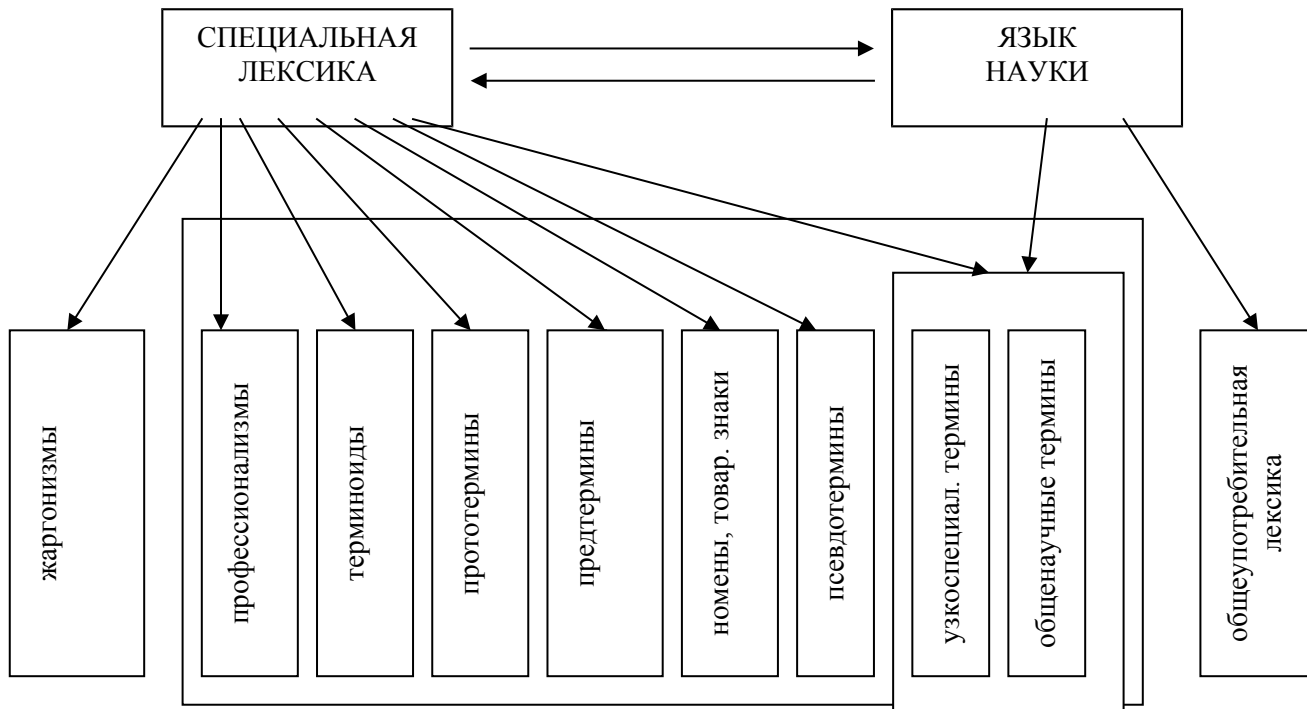 СПЕЦИАЛЬНАЯ
ЛЕКСИКА
ЯЗЫК
НАУКИ
жаргонизмы
профессионализмы
терминоиды
прототермины
предтермины
номены, товар. знаки
псевдотермины
узкоспециал. термины
общенаучные термины
общеупотребительная
лексика